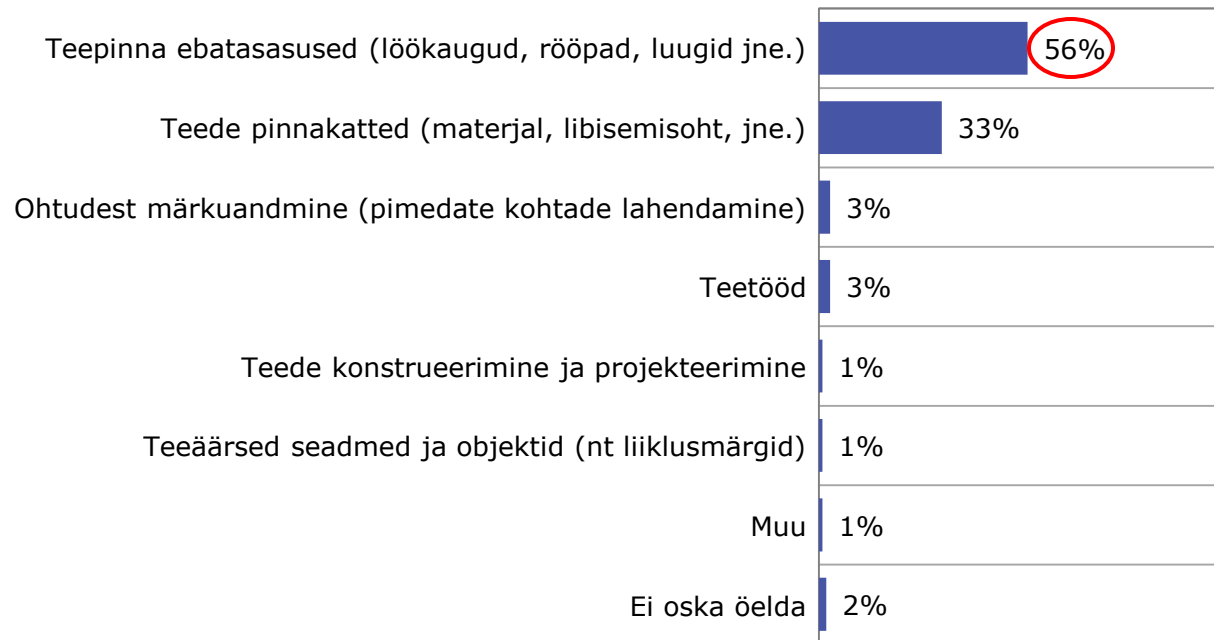 Teepinna ebatasasused (löökaugud, rööpad, luugid jne.) 56%
Teede pinnakatted (materjal, libisemisoht, jne.) 33%
Ohtudest märkuandmine (pimedate kohtade lahendamine) 3%
Teetööd 3%
Teede konstrueerimine ja projekteerimine 1%
Teeäärsed seadmed ja objektid (nt liiklusmärgid) 1%
Muu 1%
Ei oska öelda 2%